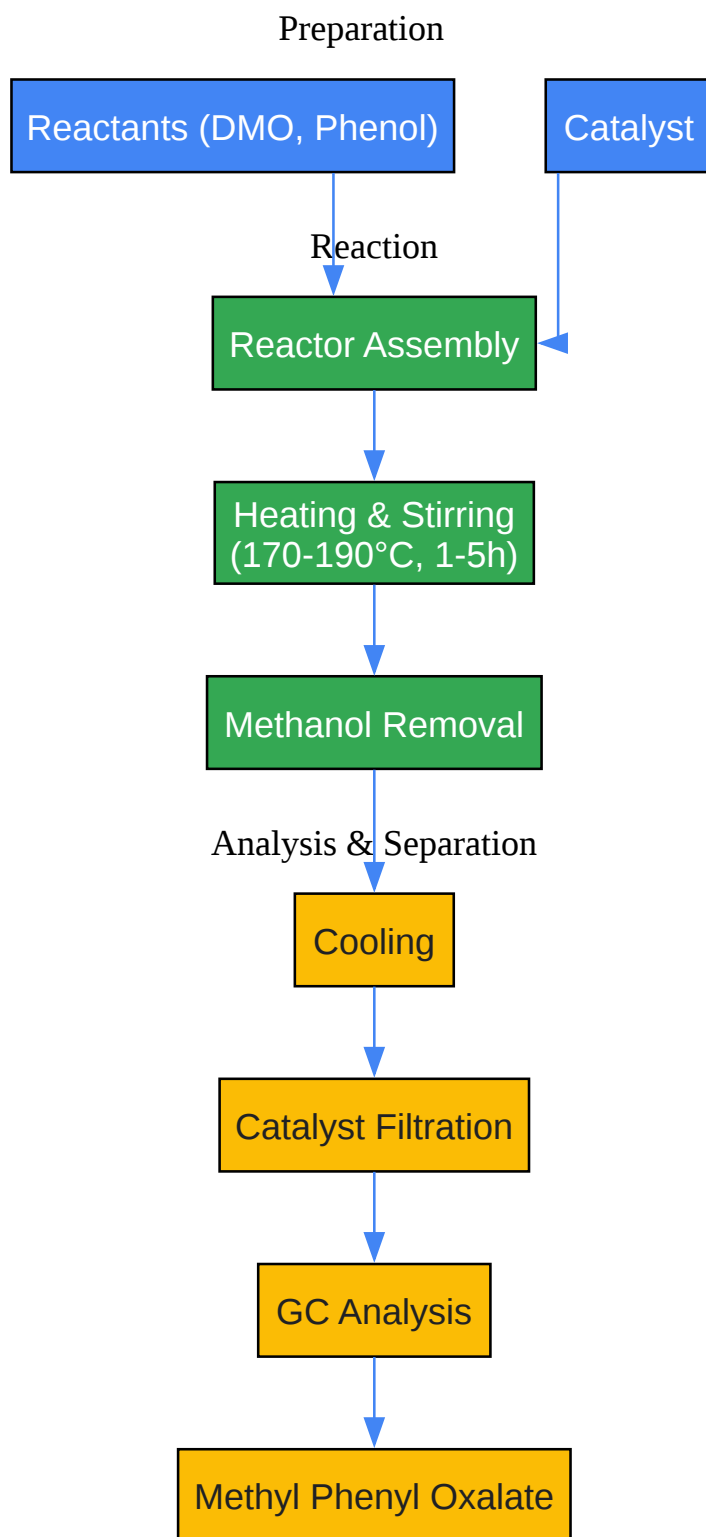 Preparation
Reactants (DMO, Phenol)
Catalyst
Reaction
Reactor Assembly
Heating & Stirring
(170-190°C, 1-5h)
Methanol Removal
Analysis & Separation
Cooling
Catalyst Filtration
GC Analysis
Methyl Phenyl Oxalate